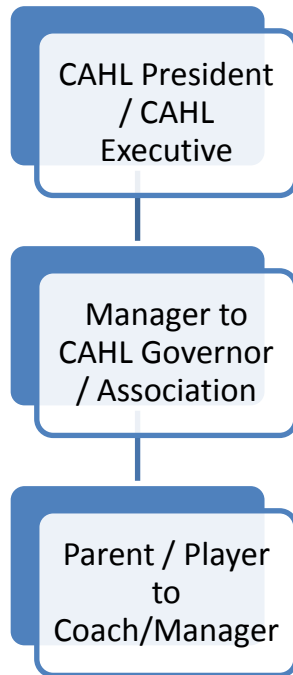 CAHL President
/ CAHL
Executive
Manager to
CAHL Governor
/ Association
Parent / Player
to
Coach/Manager